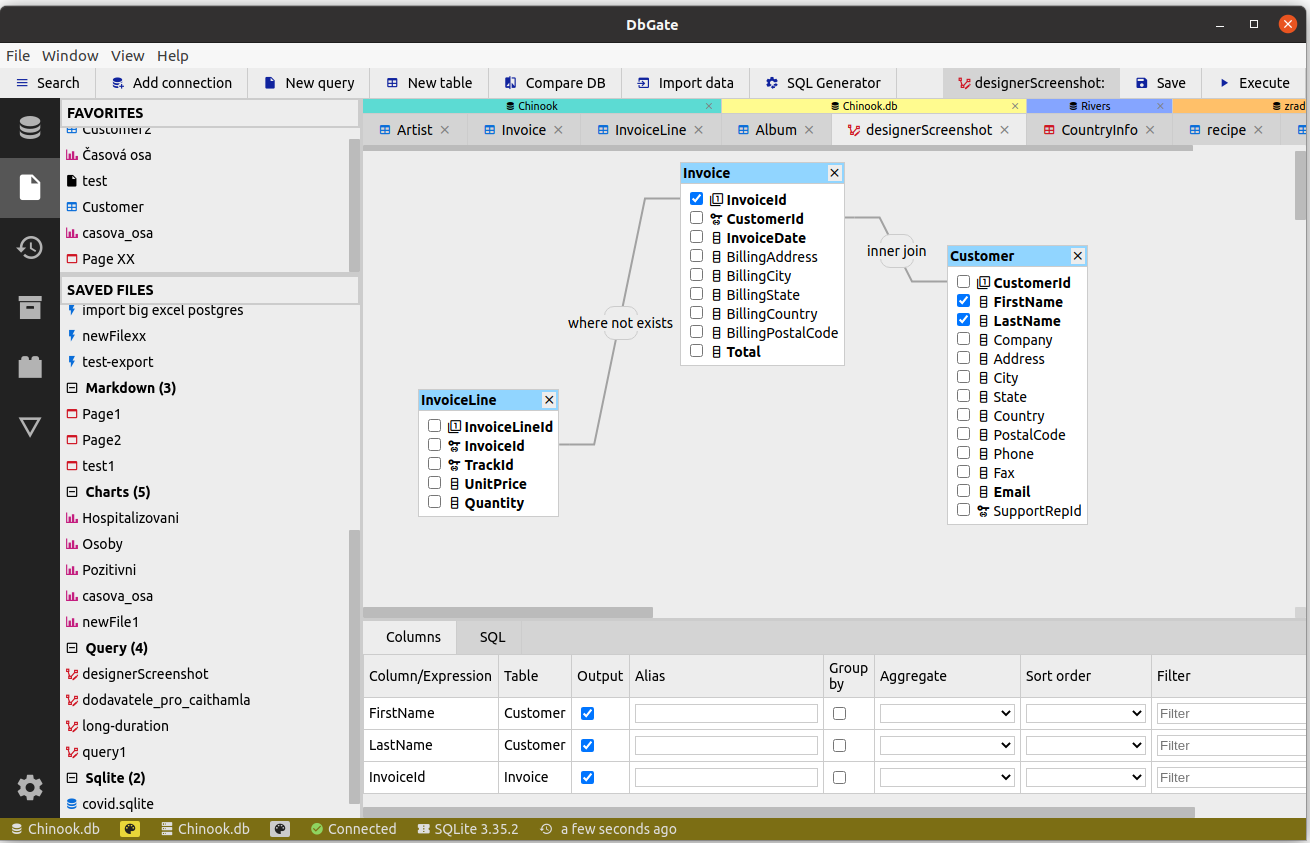 DbGate
File Window View Help
Search Add connection New query New table Compare DB Import data SQL Generator designerScreenshot: Save Execute
FAVORITES
Customer2
Časová osa
test
Customer
casova_osa
Page XX
SAVED FILES
import big excel postgres
newFilexx
test-export
Markdown (3)
Page1
Page2
test1
Charts (5)
Hospitalizovani
Osoby
Pozitivni
casova_osa
newFile1
Query (4)
designerScreenshot
dodavatele_pro_caithamla
long-duration
query1
Sqlite (2)
covid.sqlite
Chinook Chinook.db Rivers zrad
Artist Invoice InvoiceLine Album designerScreenshot CountryInfo recipe
Invoice
InvoiceId
CustomerId
InvoiceDate
BillingAddress
BillingCity
BillingState
BillingCountry
BillingPostalCode
Total
inner join
where not exists
Customer
CustomerId
FirstName
LastName
Company
Address
City
State
Country
PostalCode
Phone
Fax
Email
SupportRepId
InvoiceLine
InvoiceLineId
InvoiceId
TrackId
UnitPrice
Quantity
Columns SQL
Column/Expression Table Output Alias Group by Aggregate Sort order Filter
FirstName Customer Filter
LastName Customer Filter
InvoiceId Invoice Filter
Chinook.db Chinook.db Connected SQLite 3.35.2 a few seconds ago